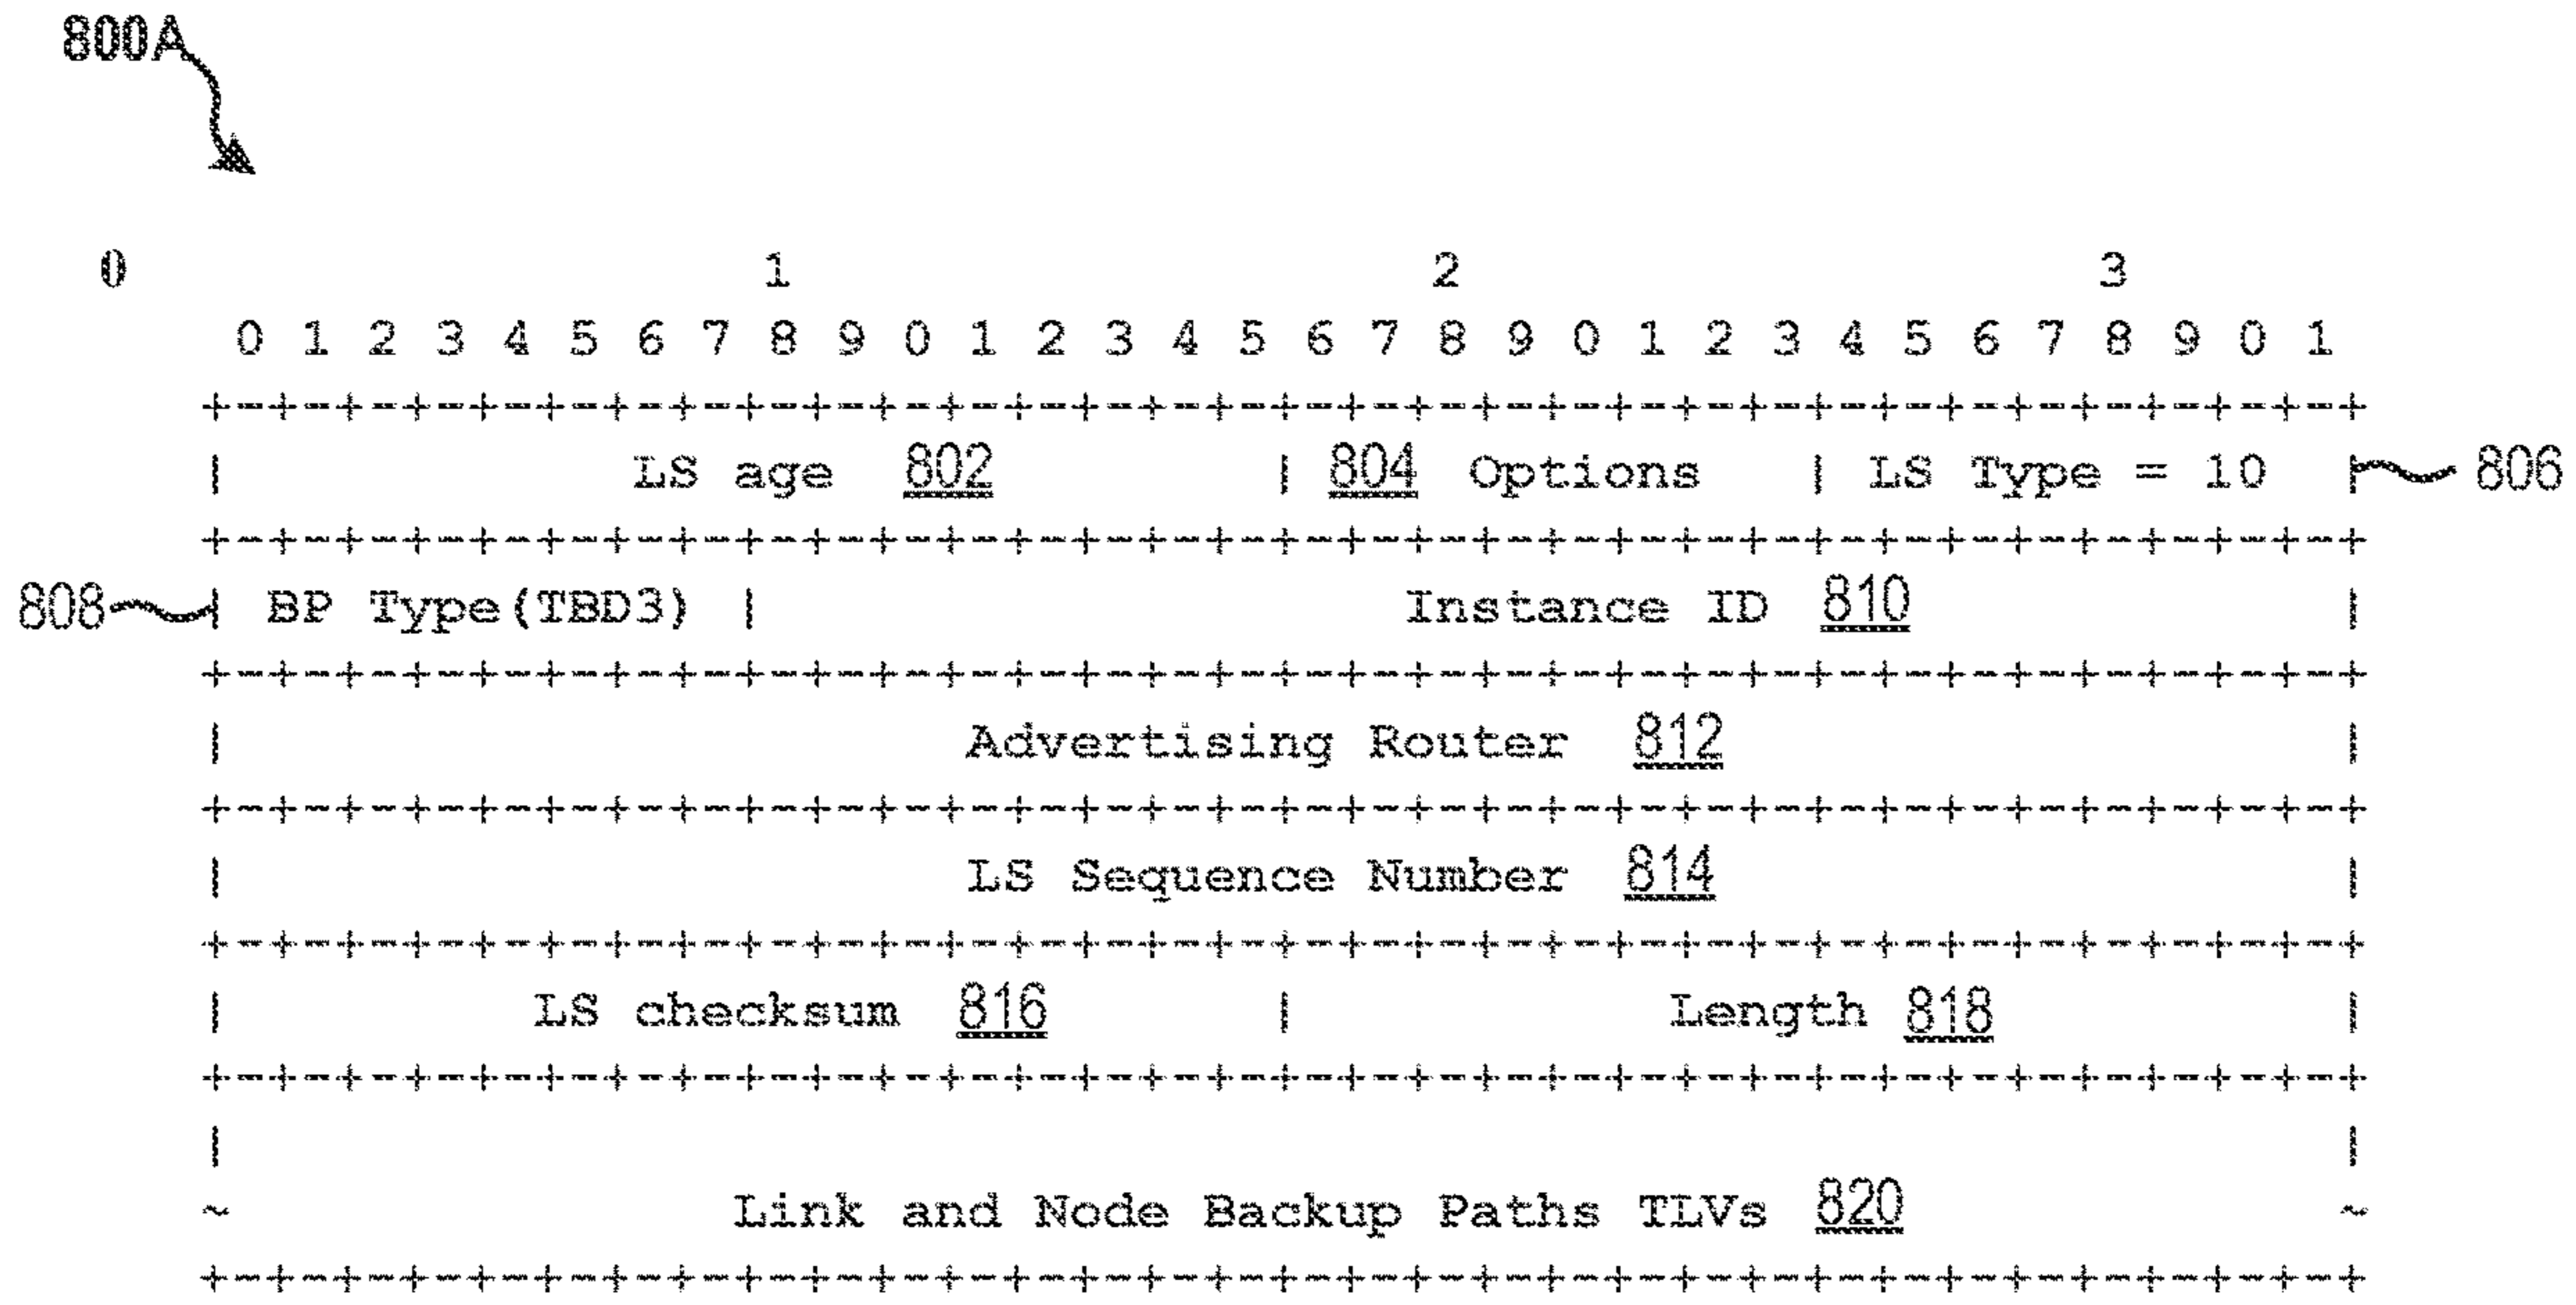 800A
0 1 2 3
0 1 2 3 4 5 6 7 8 9 0 1 2 3 4 5 6 7 8 9 0 1 2 3 4 5 6 7 8 9 0 1
+-+-+-+-+-+-+-+-+-+-+-+-+-+-+-+-+-+-+-+-+-+-+-+-+-+-+-+-+-+-+-+-+
| LS age 802 | 804 Options | LS Type = 10 | 806
+-+-+-+-+-+-+-+-+-+-+-+-+-+-+-+-+-+-+-+-+-+-+-+-+-+-+-+-+-+-+-+-+
808 | BP Type(TBD3) | Instance ID 810 |
+-+-+-+-+-+-+-+-+-+-+-+-+-+-+-+-+-+-+-+-+-+-+-+-+-+-+-+-+-+-+-+-+
| Advertising Router 812 |
+-+-+-+-+-+-+-+-+-+-+-+-+-+-+-+-+-+-+-+-+-+-+-+-+-+-+-+-+-+-+-+-+
| LS Sequence Number 814 |
+-+-+-+-+-+-+-+-+-+-+-+-+-+-+-+-+-+-+-+-+-+-+-+-+-+-+-+-+-+-+-+-+
| LS checksum 816 | Length 818 |
+-+-+-+-+-+-+-+-+-+-+-+-+-+-+-+-+-+-+-+-+-+-+-+-+-+-+-+-+-+-+-+-+
| |
~ Link and Node Backup Paths TLVs 820 ~
+-+-+-+-+-+-+-+-+-+-+-+-+-+-+-+-+-+-+-+-+-+-+-+-+-+-+-+-+-+-+-+-+